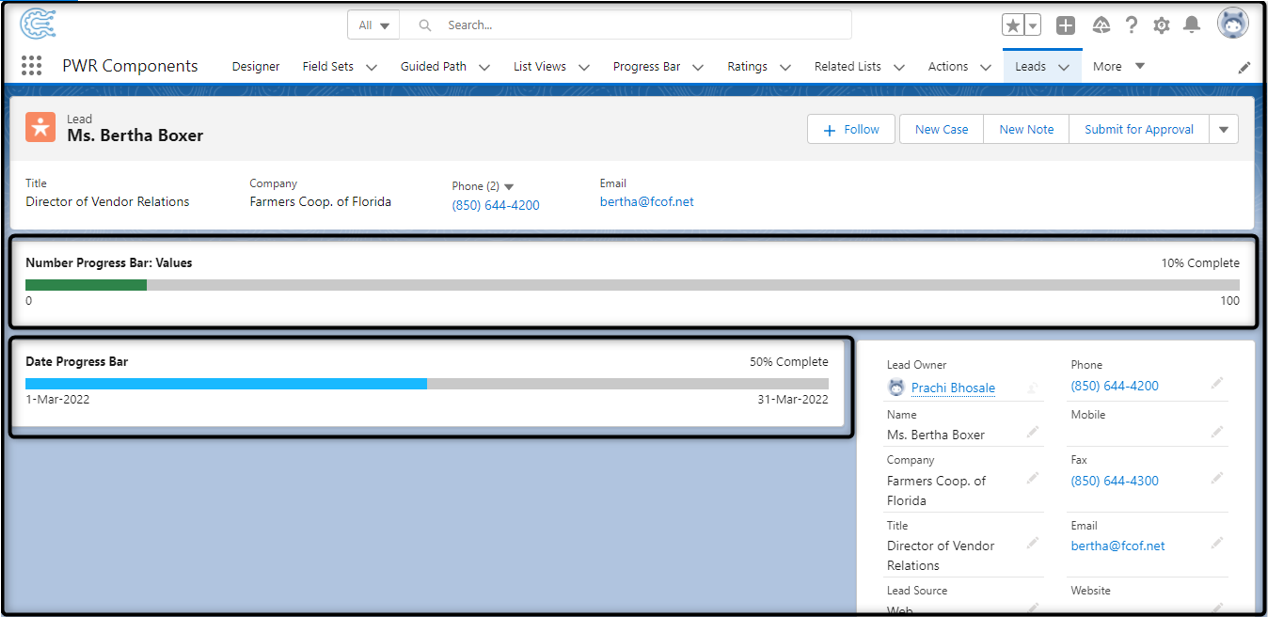 All
Search...
PWR Components Designer Field Sets Guided Path List Views Progress Bar Ratings Related Lists Actions Leads More
Lead
Ms. Bertha Boxer
+ Follow New Case New Note Submit for Approval
Title Company Phone (2) Email
Director of Vendor Relations Farmers Coop. of Florida (850) 644-4200 bertha@fcof.net
Number Progress Bar: Values 10% Complete
0 100
Date Progress Bar 50% Complete
1-Mar-2022 31-Mar-2022
Lead Owner Phone
Prachi Bhosale (850) 644-4200
Name Mobile
Ms. Bertha Boxer
Company Fax
Farmers Coop. of (850) 644-4300
Florida
Title Email
Director of Vendor bertha@fcof.net
Relations
Lead Source Website
Web